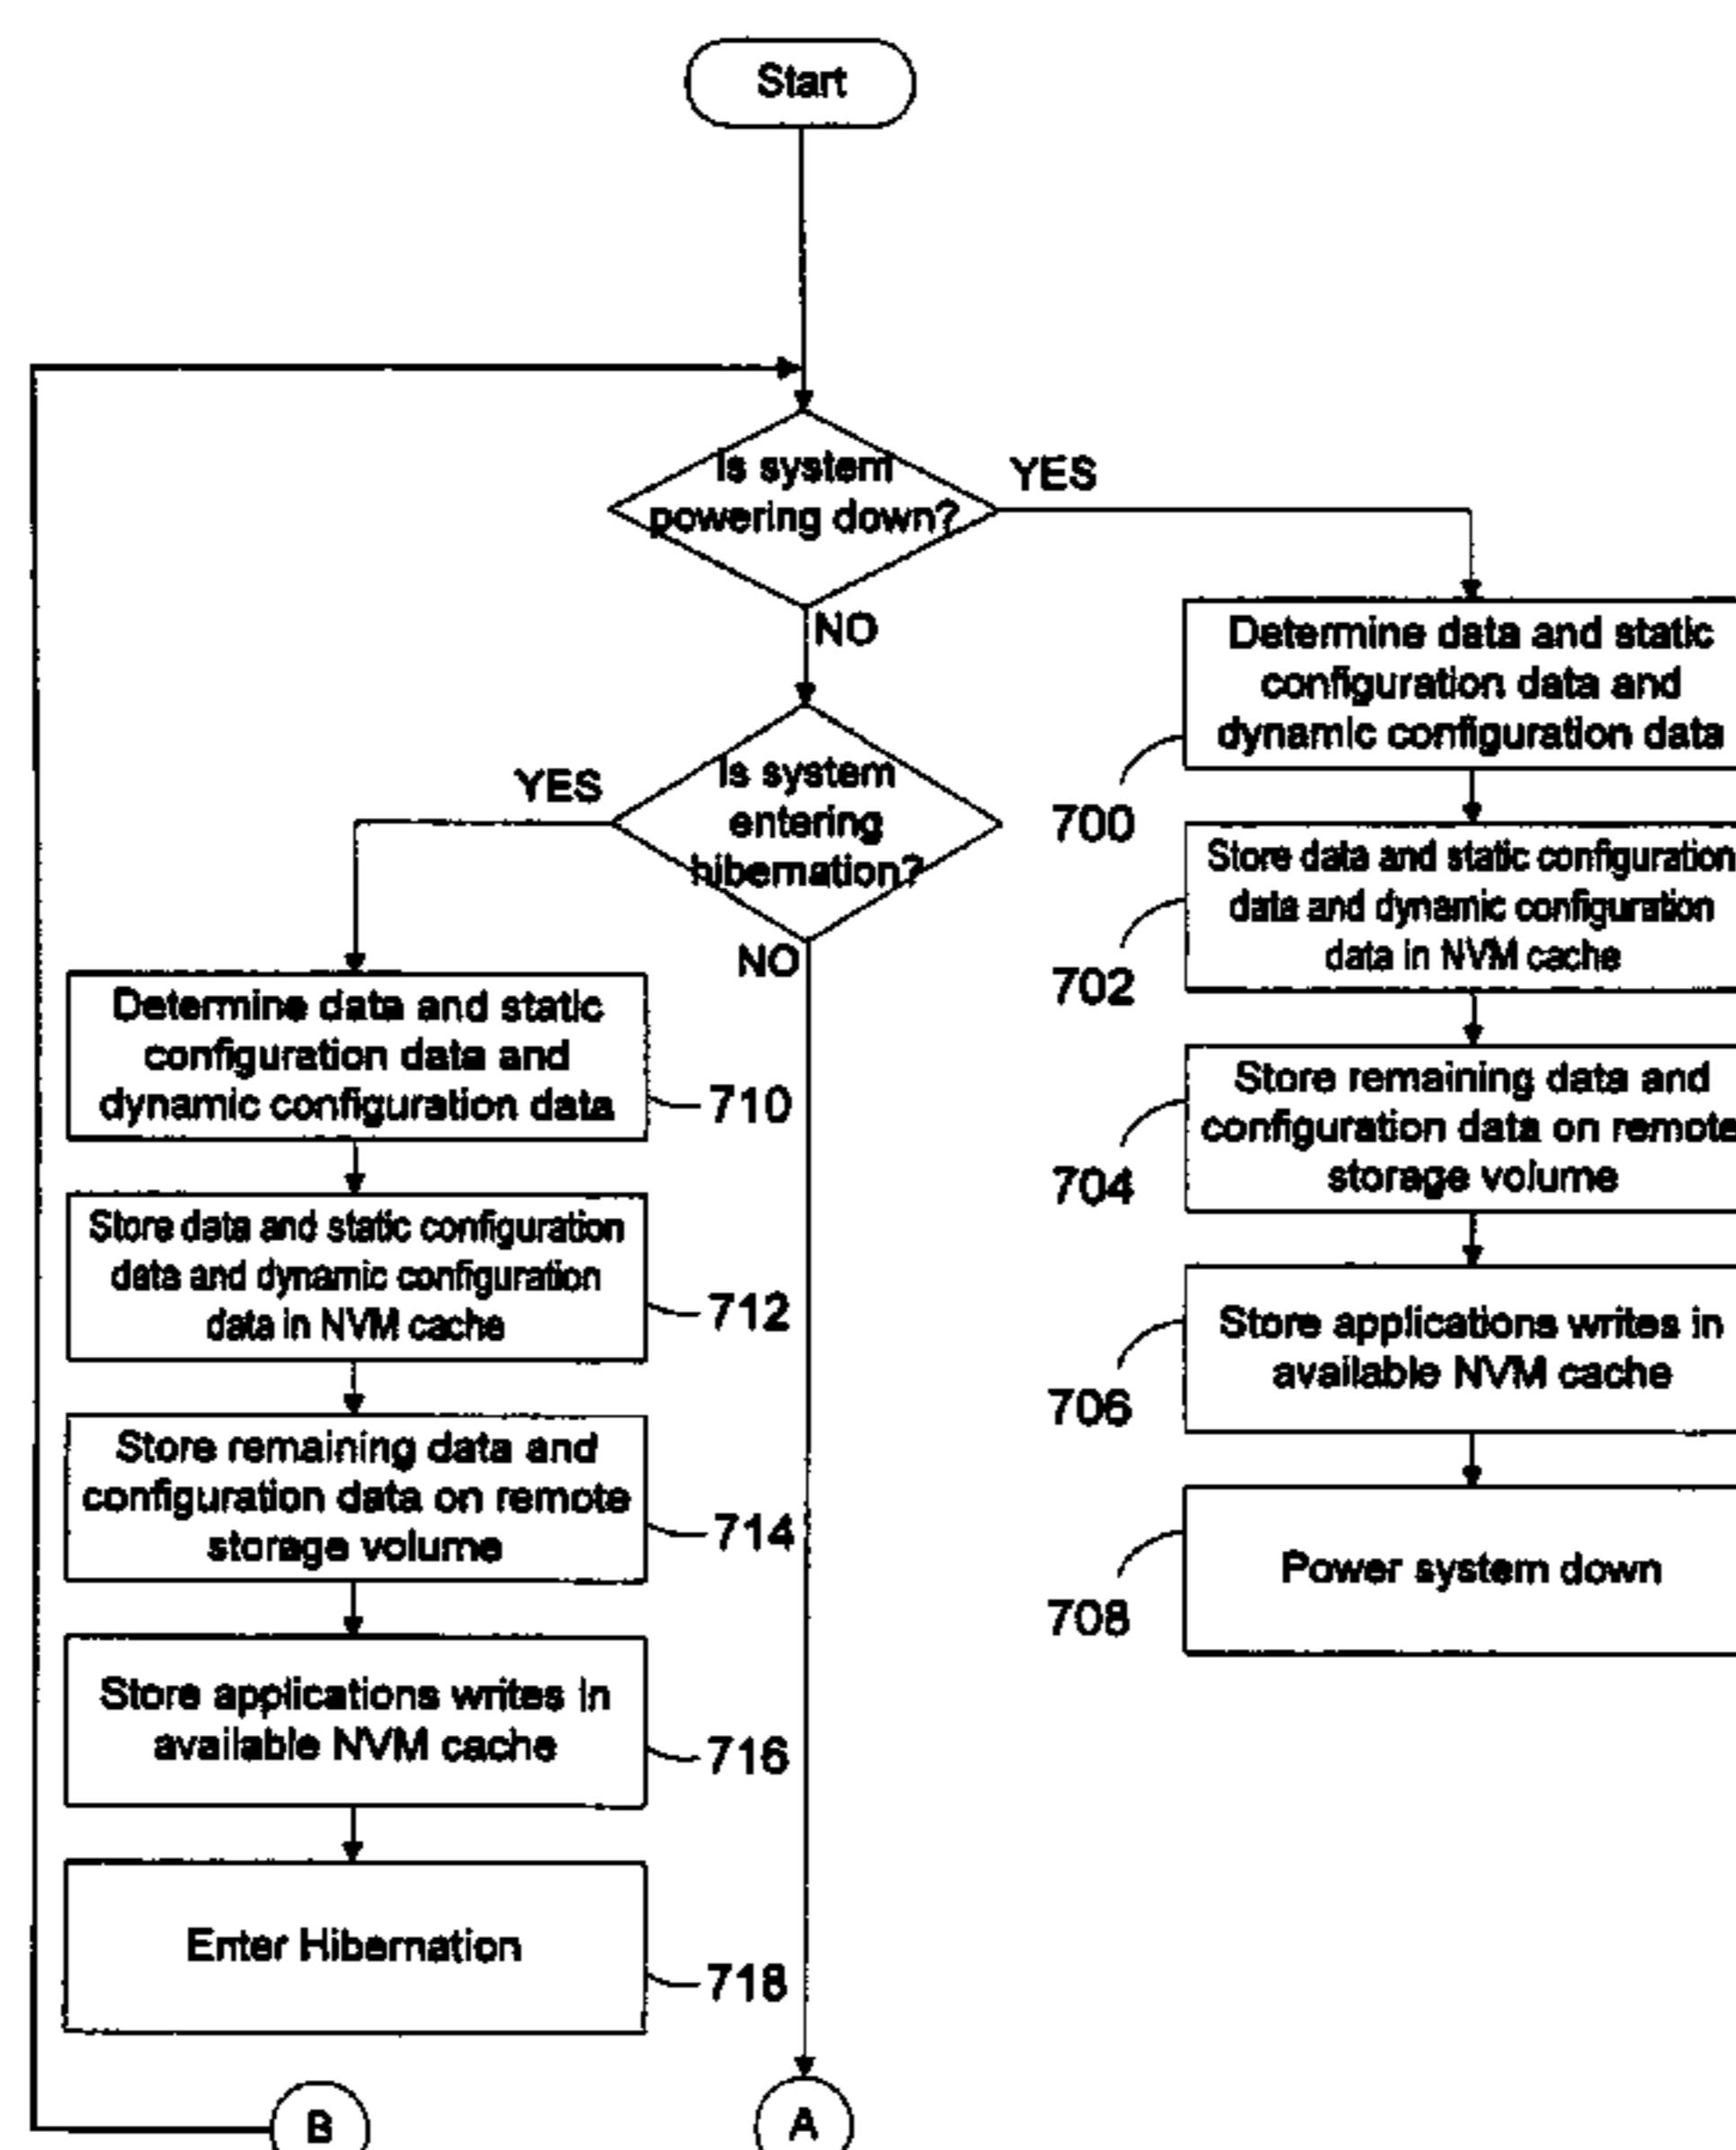 Start
Is system
powering down?
YES
NO
Determine data and static
configuration data and
dynamic configuration data
700
Store data and static configuration
data and dynamic configuration
data in NVM cache
702
Store remaining data and
configuration data on remote
storage volume
704
Store applications writes in
available NVM cache
706
Power system down
708
Is system
entering
hibernation?
YES
NO
Determine data and static
configuration data and
dynamic configuration data
710
Store data and static configuration
data and dynamic configuration
data in NVM cache
712
Store remaining data and
configuration data on remote
storage volume
714
Store applications writes in
available NVM cache
716
Enter Hibernation
718
B
A